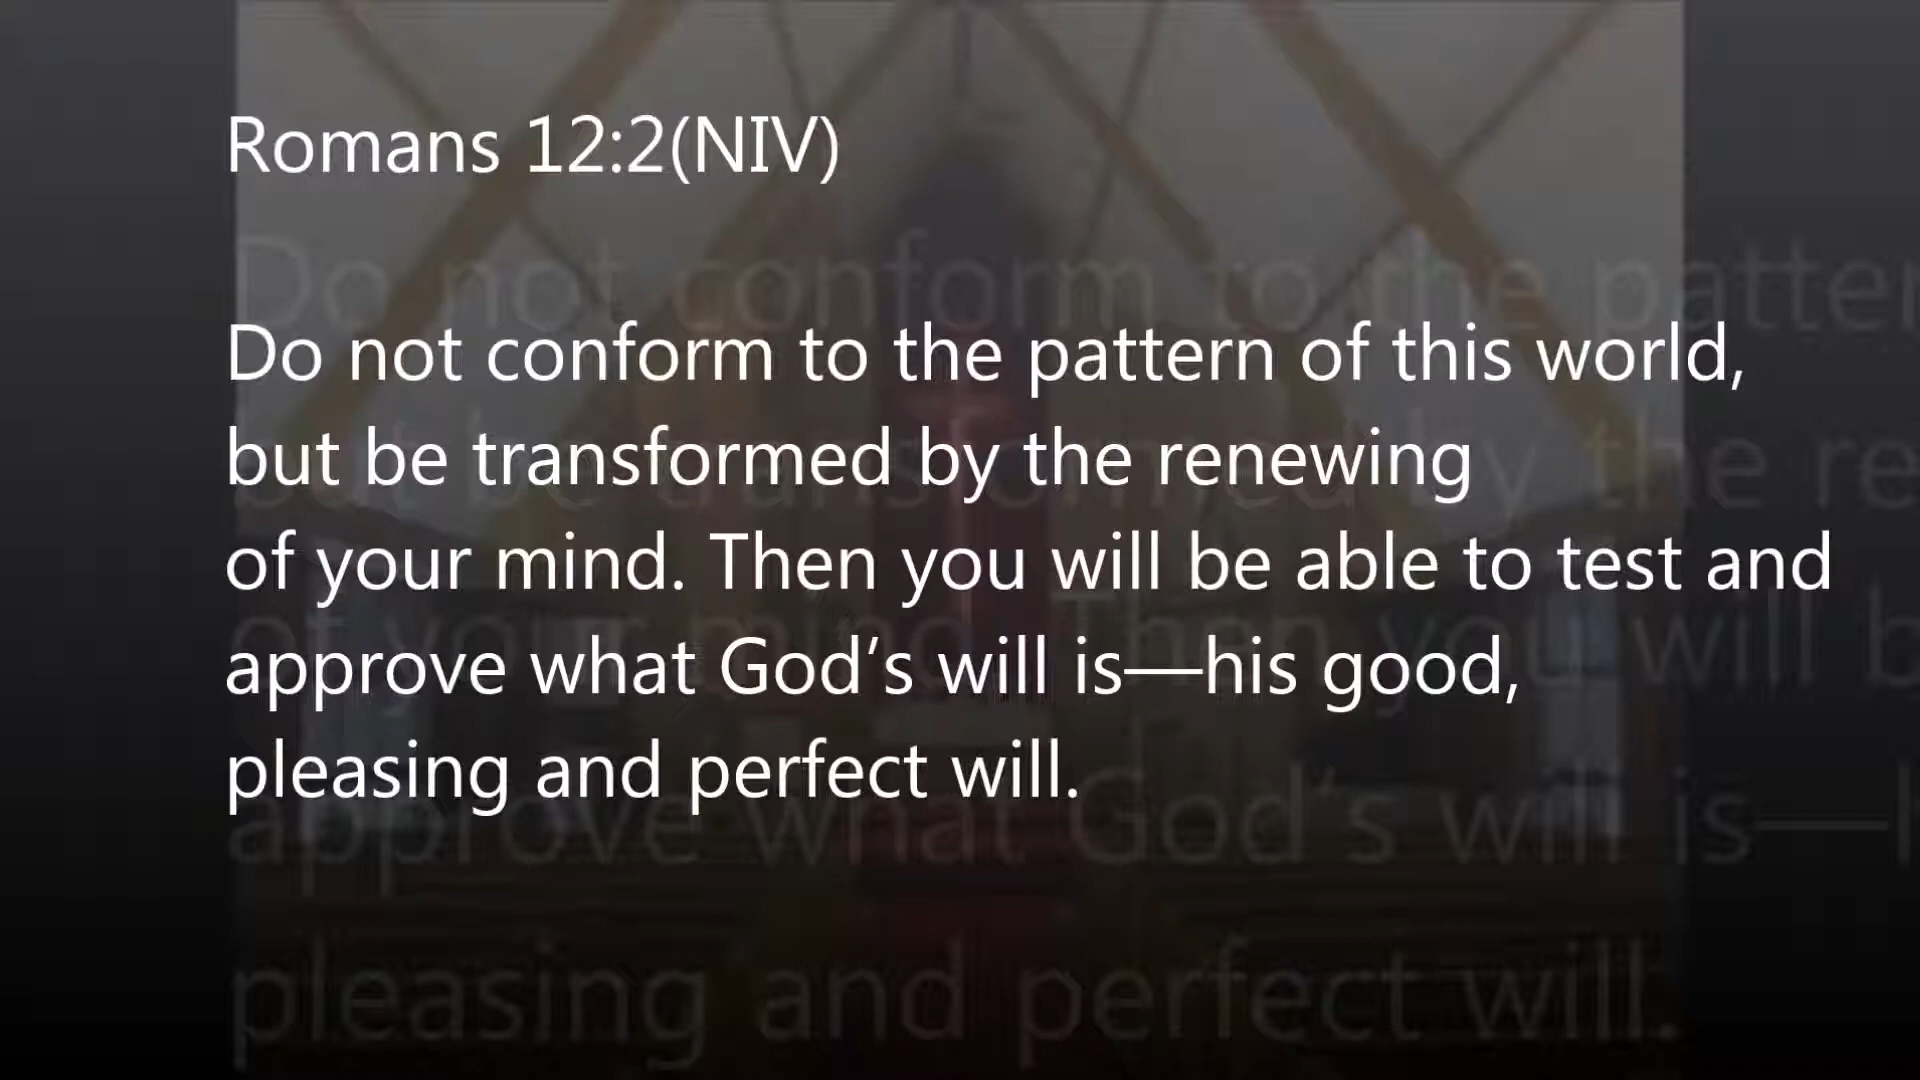 Romans 12:2(NIV)
Do not conform to the pattern of this world,
but be transformed by the renewing
of your mind. Then you will be able to test and
approve what God’s will is—his good,
pleasing and perfect will.